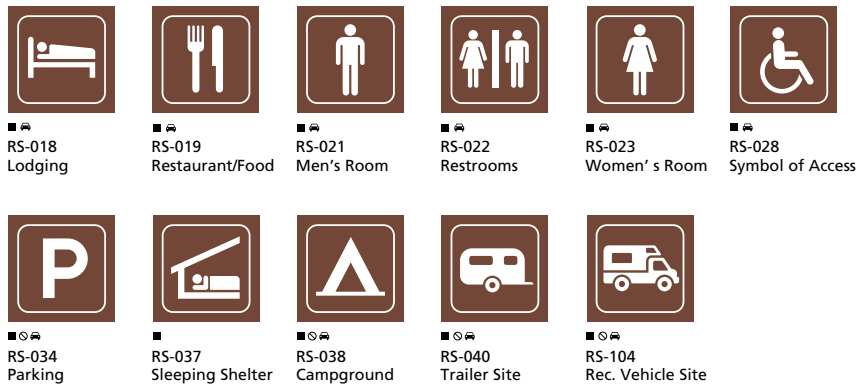 RS-018
Lodging
RS-019
Restaurant/Food
RS-021
Men's Room
RS-022
Restrooms
RS-023
Women' s Room
RS-028
Symbol of Access
P
RS-034
Parking
RS-037
Sleeping Shelter
RS-038
Campground
RS-040
Trailer Site
RS-104
Rec. Vehicle Site